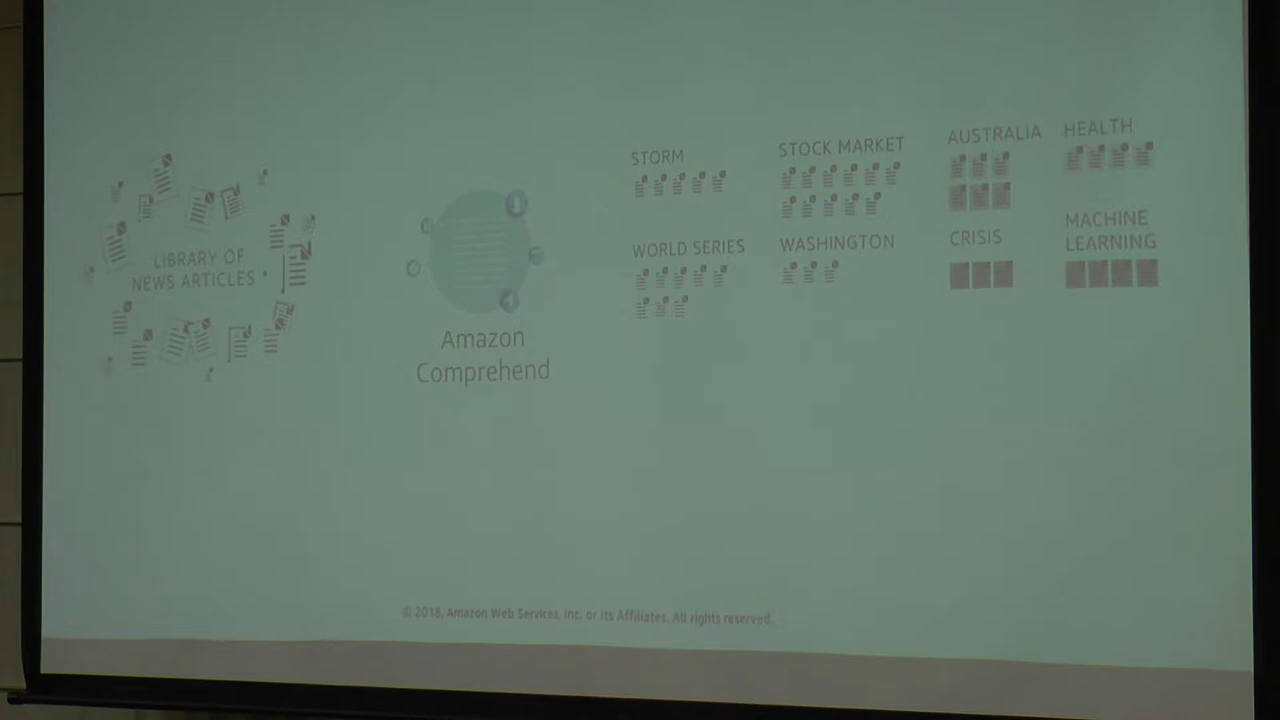 LIBRARY OF
NEWS ARTICLES
Amazon
Comprehend
STORM
STOCK MARKET
AUSTRALIA
HEALTH
WORLD SERIES
WASHINGTON
CRISIS
MACHINE
LEARNING
© 2018, Amazon Web Services, Inc. or its Affiliates. All rights reserved.